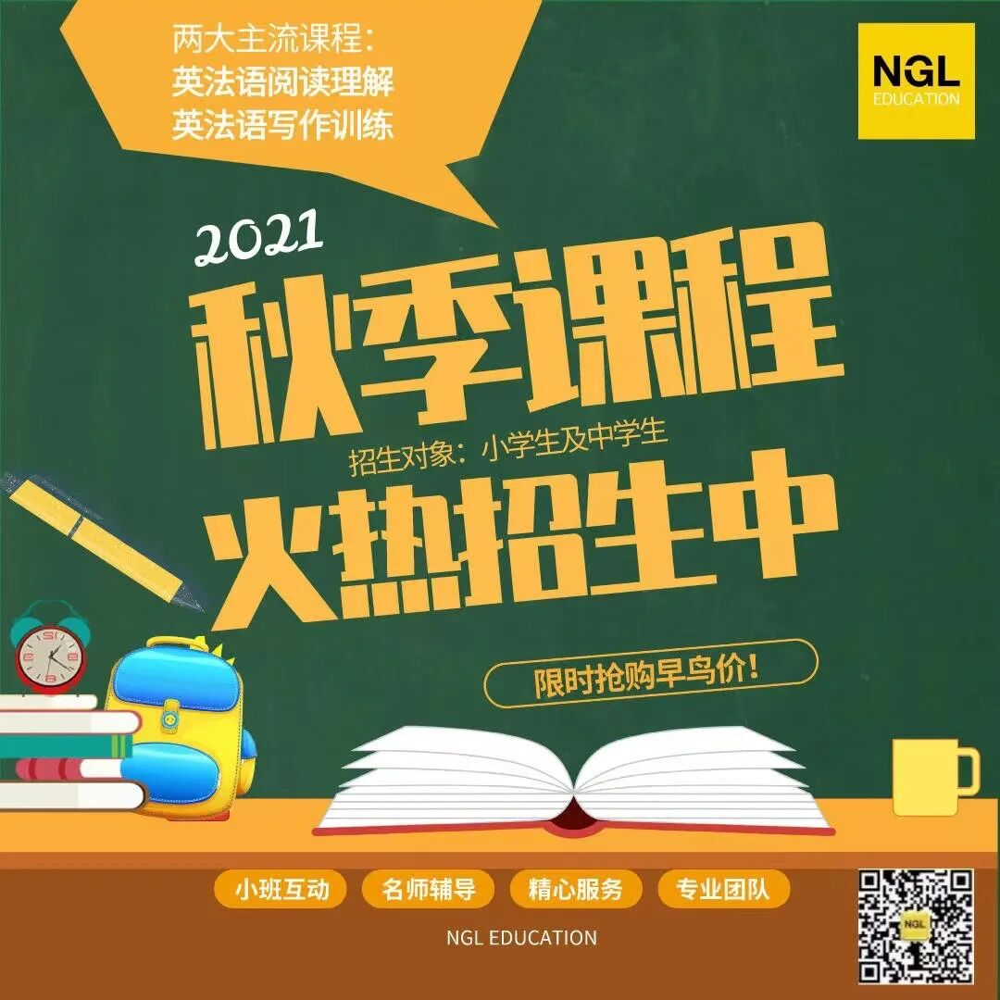 两大主流课程：
英法语阅读理解
英法语写作训练
NGL
EDUCATION
2021
秋季课程
招生对象：小学生及中学生
火热招生中
限时抢购早鸟价！
小班互动
名师辅导
精心服务
专业团队
NGL EDUCATION
NGL